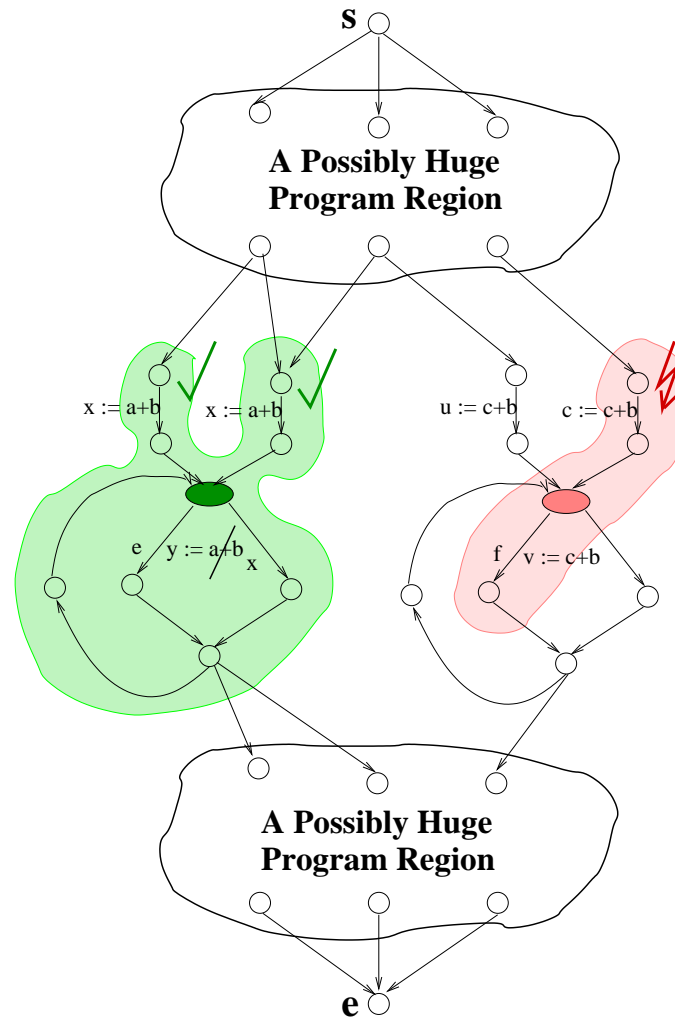 s
A Possibly Huge
Program Region
x := a+b
x := a+b
u := c+b
c := c+b
e
y := a+b
x
f
v := c+b
A Possibly Huge
Program Region
e